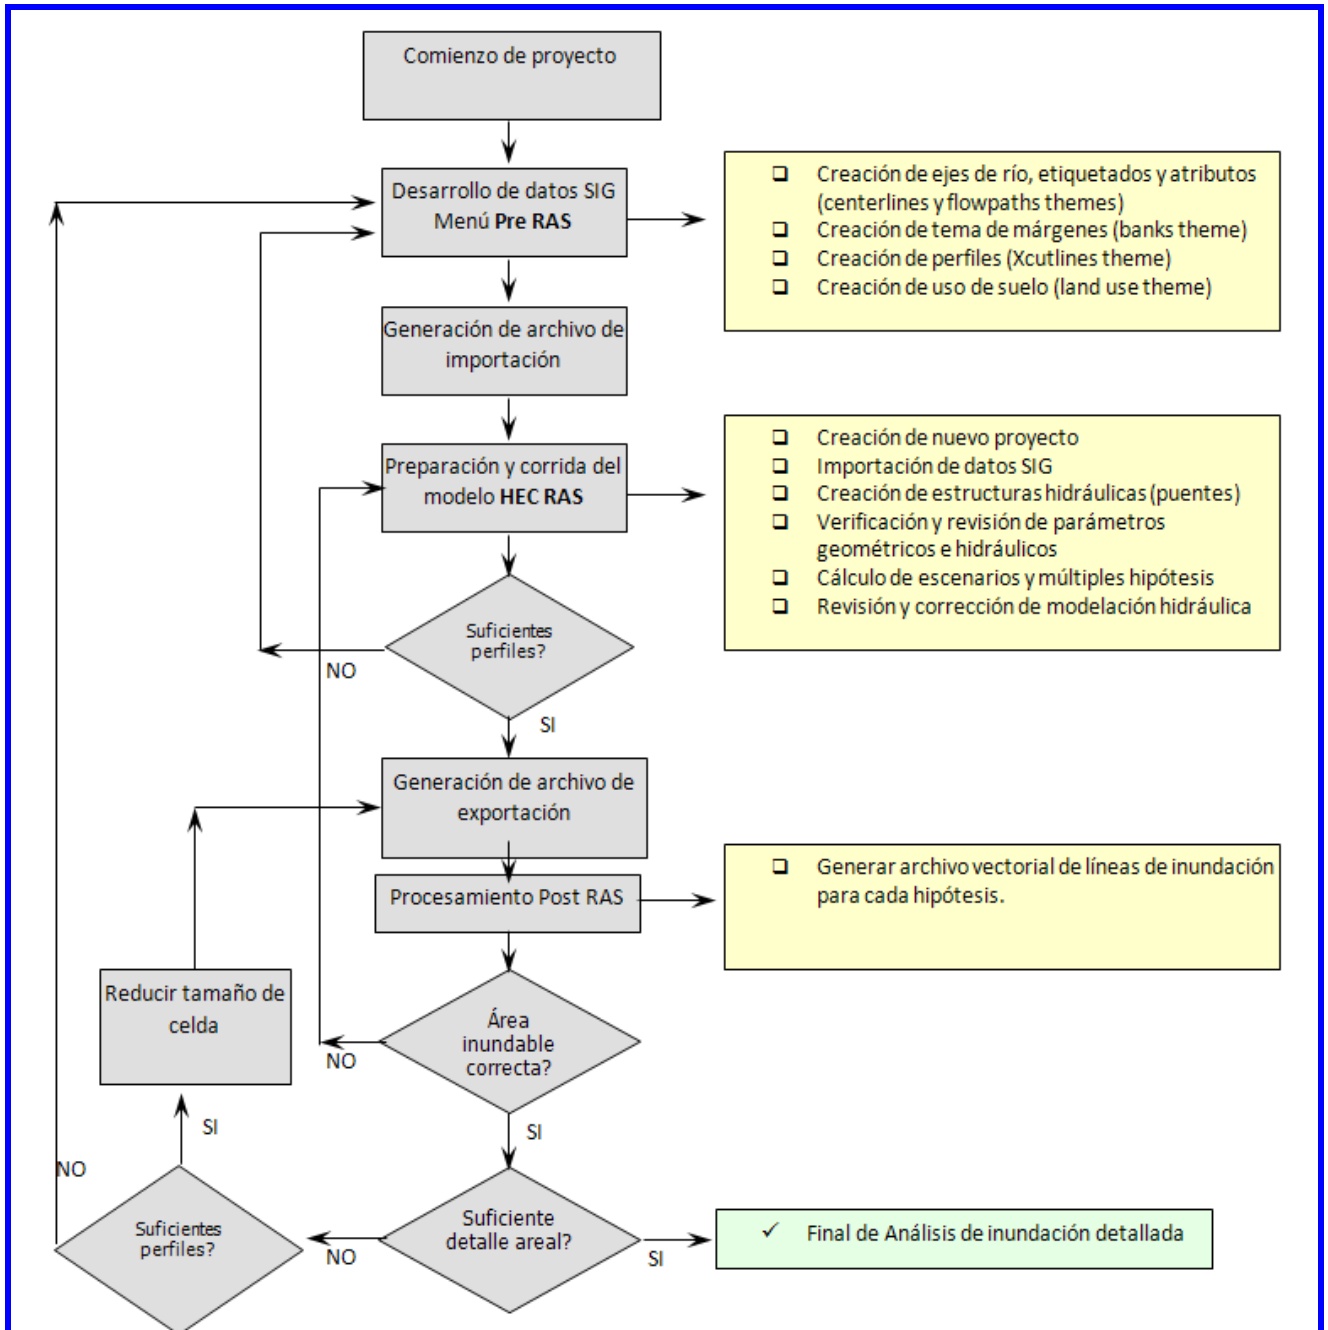 Comienzo de proyecto
Desarrollo de datos SIG
Menú Pre RAS
Creación de ejes de río, etiquetados y atributos
(centerlines y flowpaths themes)
Creación de tema de márgenes (banks theme)
Creación de perfiles (Xcutlines theme)
Creación de uso de suelo (land use theme)
Generación de archivo de
importación
Preparación y corrida del
modelo HEC RAS
Creación de nuevo proyecto
Importación de datos SIG
Creación de estructuras hidráulicas (puentes)
Verificación y revisión de parámetros
geométricos e hidráulicos
Cálculo de escenarios y múltiples hipótesis
Revisión y corrección de modelación hidráulica
Suficientes
perfiles?
NO
SI
Generación de archivo de
exportación
Procesamiento Post RAS
Generar archivo vectorial de líneas de inundación
para cada hipótesis.
Reducir tamaño de
celda
Área
inundable
correcta?
NO
SI
SI
NO
Suficientes
perfiles?
Suficiente
detalle areal?
NO
SI
Final de Análisis de inundación detallada